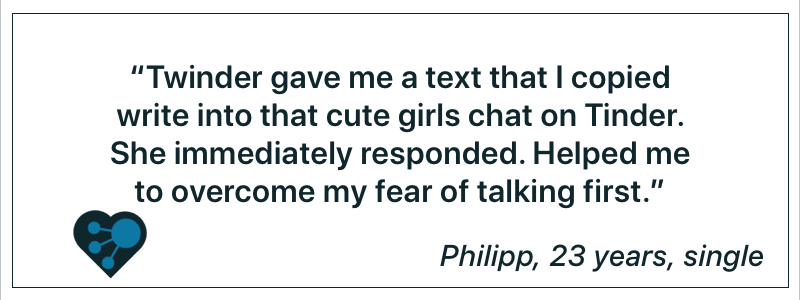 “Twinder gave me a text that I copied
write into that cute girls chat on Tinder.
She immediately responded. Helped me
to overcome my fear of talking first.”
Philipp, 23 years, single